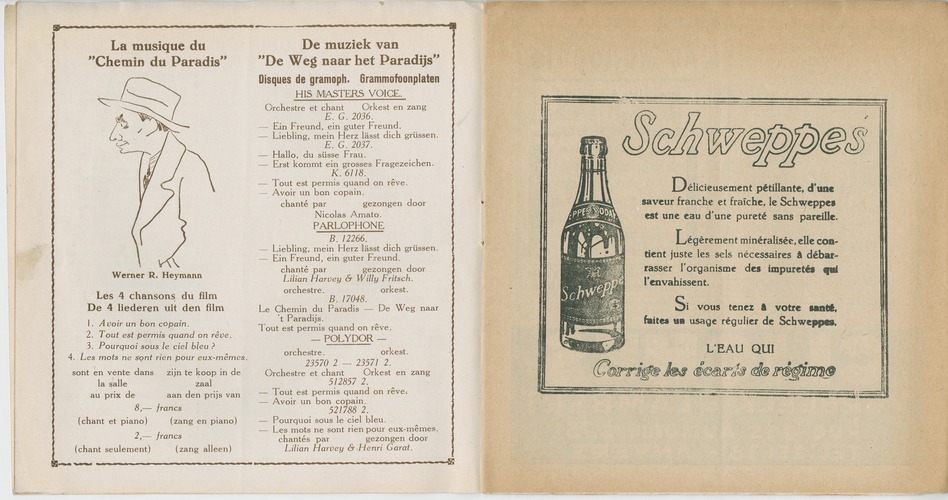 La musique du
"Chemin du Paradis"
Werner R. Heymann
Les 4 chansons du film
De 4 liederen uit den film
1. Avoir un bon copain.
2. Tout est permis quand on rêve.
3. Pourquoi sous le ciel bleu ?
4. Les mots ne sont rien pour eux-mêmes.
sont en vente dans zijn te koop in de
la salle zaal
au prix de aan den prijs van
8,— francs
(chant et piano) (zang en piano)
2,— francs
(chant seulement) (zang alleen)
De muziek van
"De Weg naar het Paradijs"
Disques de gramoph. Grammofoonplaten
HIS MASTERS VOICE.
Orchestre et chant Orkest en zang
E. G. 2036.
— Ein Freund, ein guter Freund.
— Liebling, mein Herz lässt dich grüssen.
E. G. 2037.
— Hallo, du süsse Frau.
— Erst kommt ein grosses Fragezeichen.
K. 6118.
— Tout est permis quand on rêve.
— Avoir un bon copain.
chanté par gezongen door
Nicolas Amato.
PARLOPHONE
B. 12266.
— Liebling, mein Herz lässt dich grüssen.
— Ein Freund, ein guter Freund.
chanté par gezongen door
Lilian Harvey & Willy Fritsch.
orchestre. orkest.
B. 17048.
Le Chemin du Paradis — De Weg naar
't Paradijs.
Tout est permis quand on rêve.
— POLYDOR —
orchestre. orkest.
23570 2 — 23571 2.
Orchestre et chant Orkest en zang
512857 2.
— Tout est permis quand on rêve.
— Avoir un bon copain.
521788 2.
— Pourquoi sous le ciel bleu.
— Les mots ne sont rien pour eux-mêmes.
chantés par gezongen door
Lilian Harvey & Henri Garat.
Schweppes
Délicieusement pétillante, d'une
saveur franche et fraîche, le Schweppes
est une eau d'une pureté sans pareille.
Légèrement minéralisée, elle con-
tient juste les sels nécessaires à débar-
rasser l'organisme des impuretés qui
l'envahissent.
Si vous tenez à votre santé,
faites un usage régulier de Schweppes.
L'EAU QUI
Corrige les écarts de régime